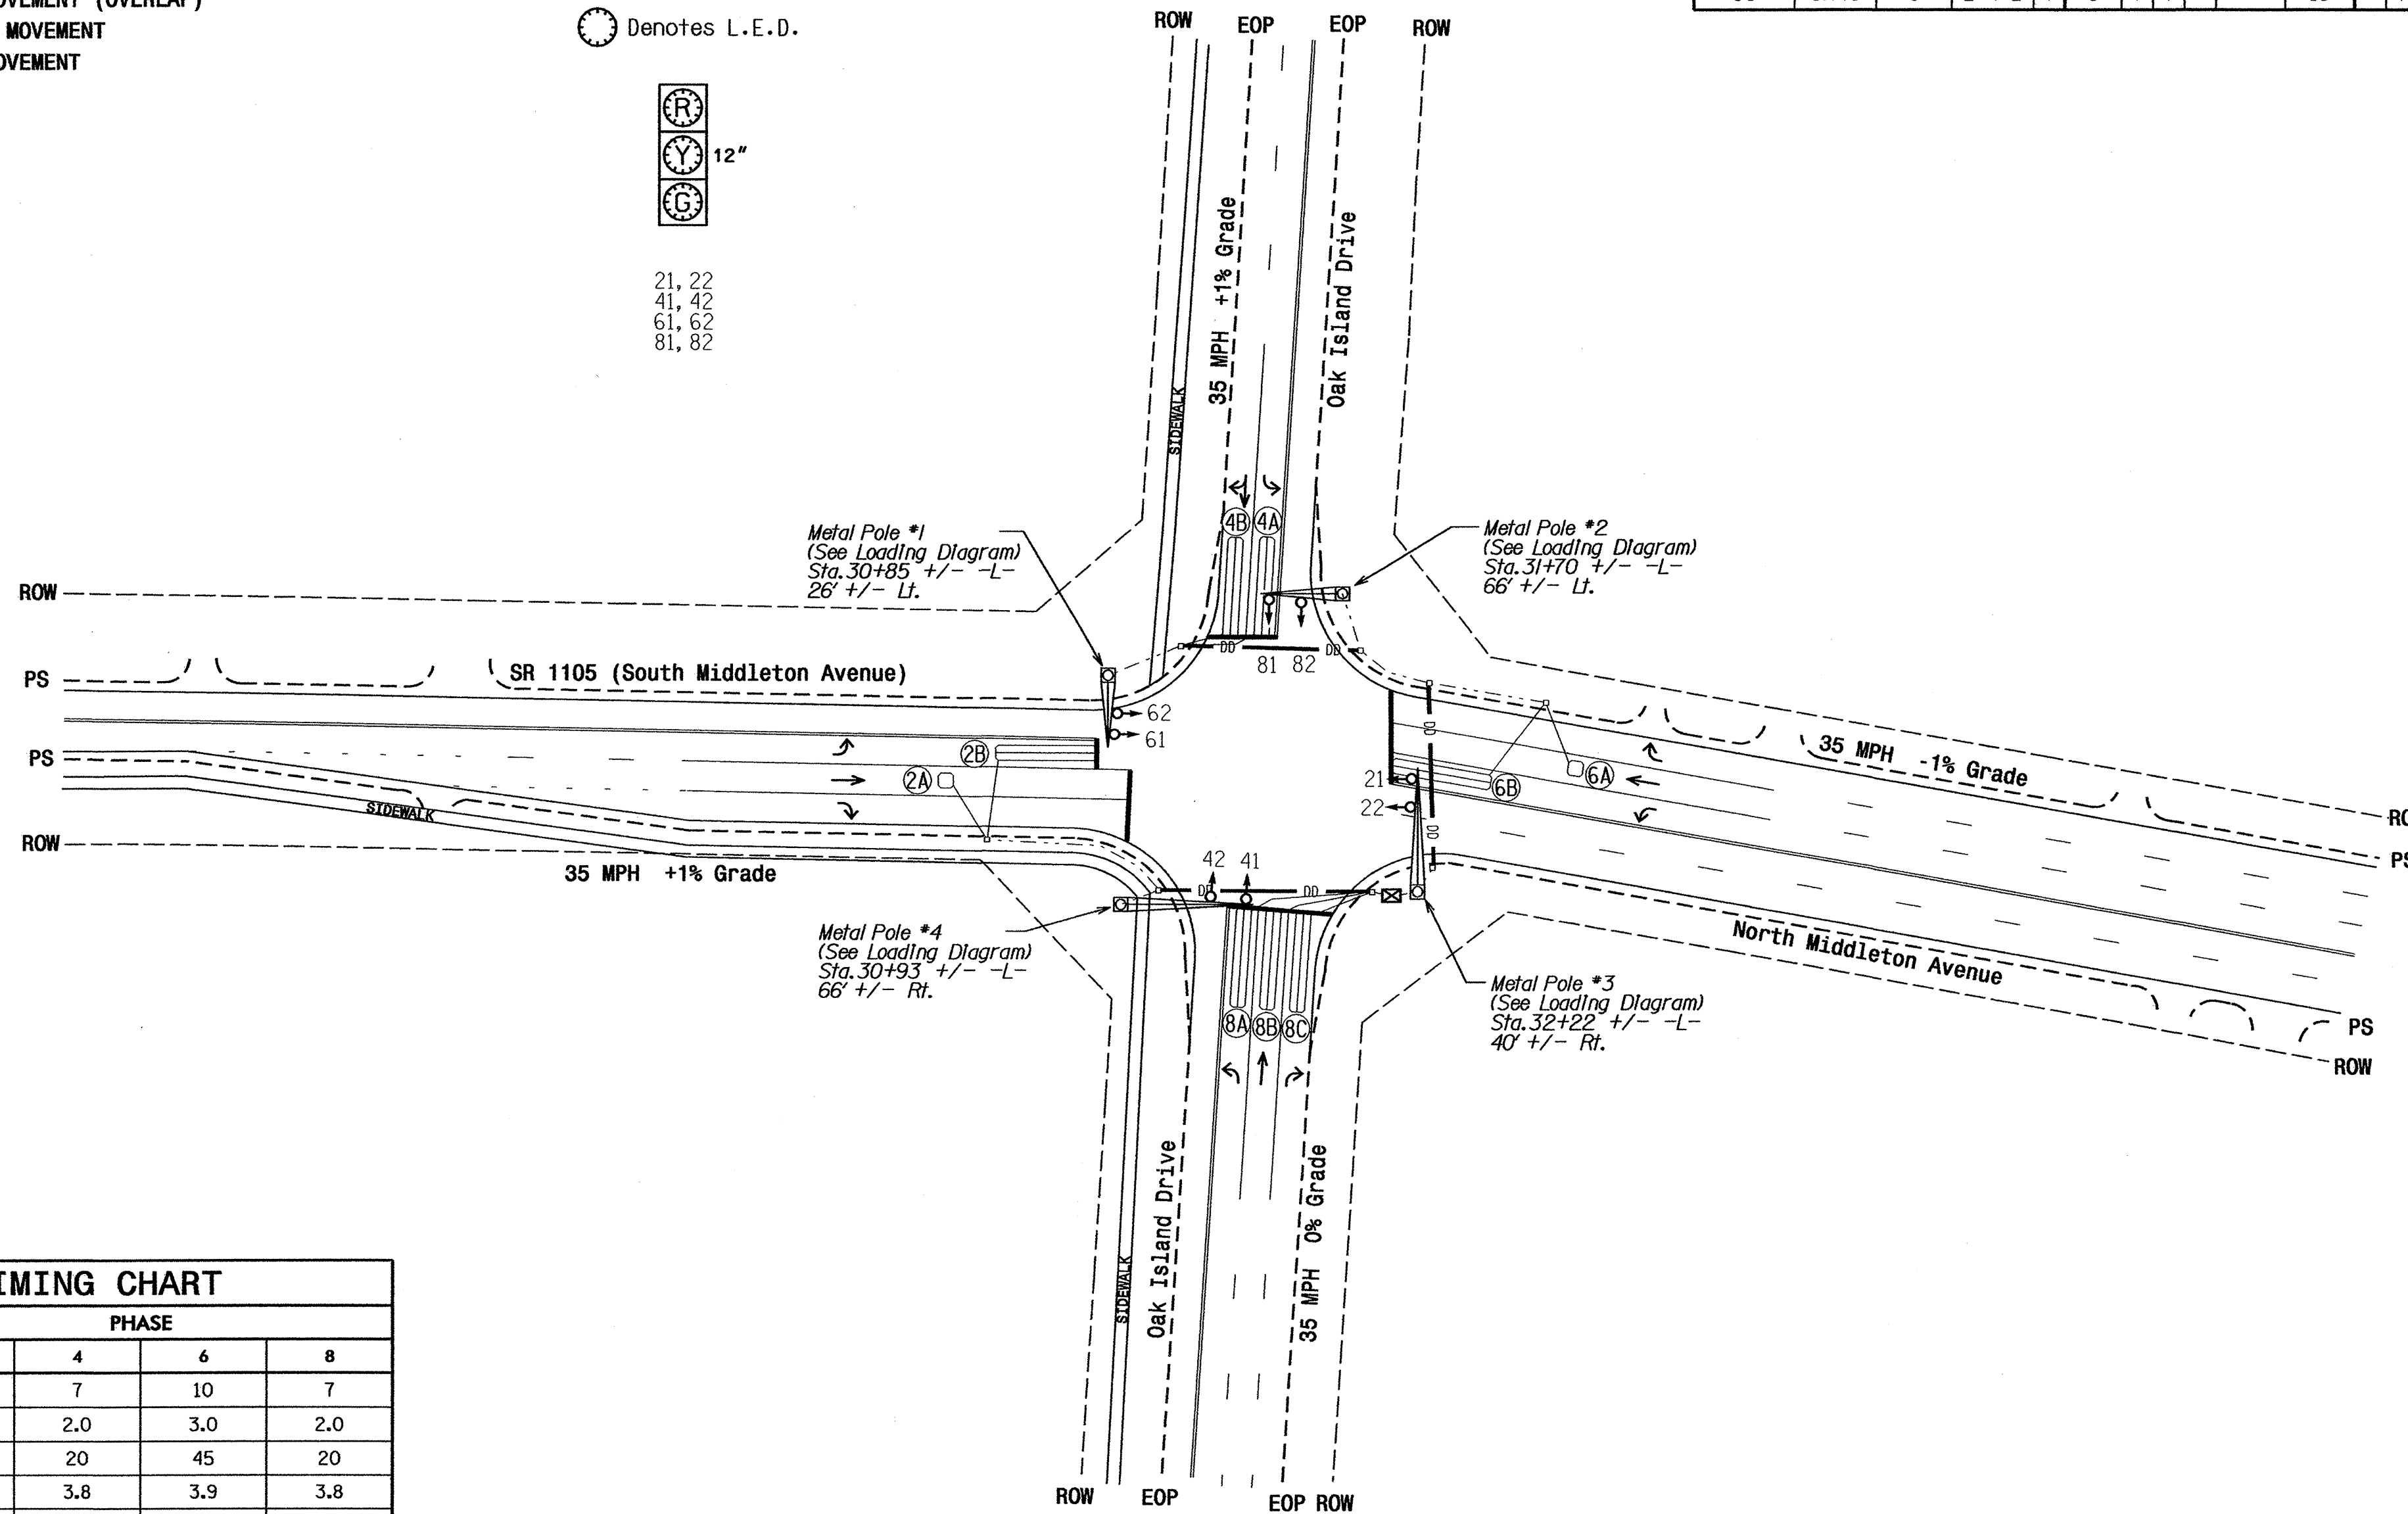 MOVEMENT
Denotes L.E.D.
ROW
EOP
EOP
ROW
R
Y
12"
G
21, 22
41, 42
61, 62
81, 82
35 MPH +1% Grade
Oak Island Drive
SIDEWALK
4B
4A
Metal Pole #1
(See Loading Diagram)
Sta. 30+85 +/- -L-
26' +/- Lt.
Metal Pole #2
(See Loading Diagram)
Sta. 31+70 +/- -L-
66' +/- Lt.
ROW
PS
SR 1105 (South Middleton Avenue)
DD
DD
81 82
62
61
PS
2B
2A
SIDEWALK
ROW
35 MPH +1% Grade
21
22
DD
DD
6B
6A
35 MPH -1% Grade
42 41
DD
DD
Metal Pole #4
(See Loading Diagram)
Sta. 30+93 +/- -L-
66' +/- Rt.
8A
8B
8C
Metal Pole #3
(See Loading Diagram)
Sta. 32+22 +/- -L-
40' +/- Rt.
North Middleton Avenue
PS
ROW
SIDEWALK
Oak Island Drive
35 MPH 0% Grade
ROW
EOP
EOP
ROW
TIMING CHART
PHASE
4 6 8
7 10 7
2.0 3.0 2.0
20 45 20
3.8 3.9 3.8